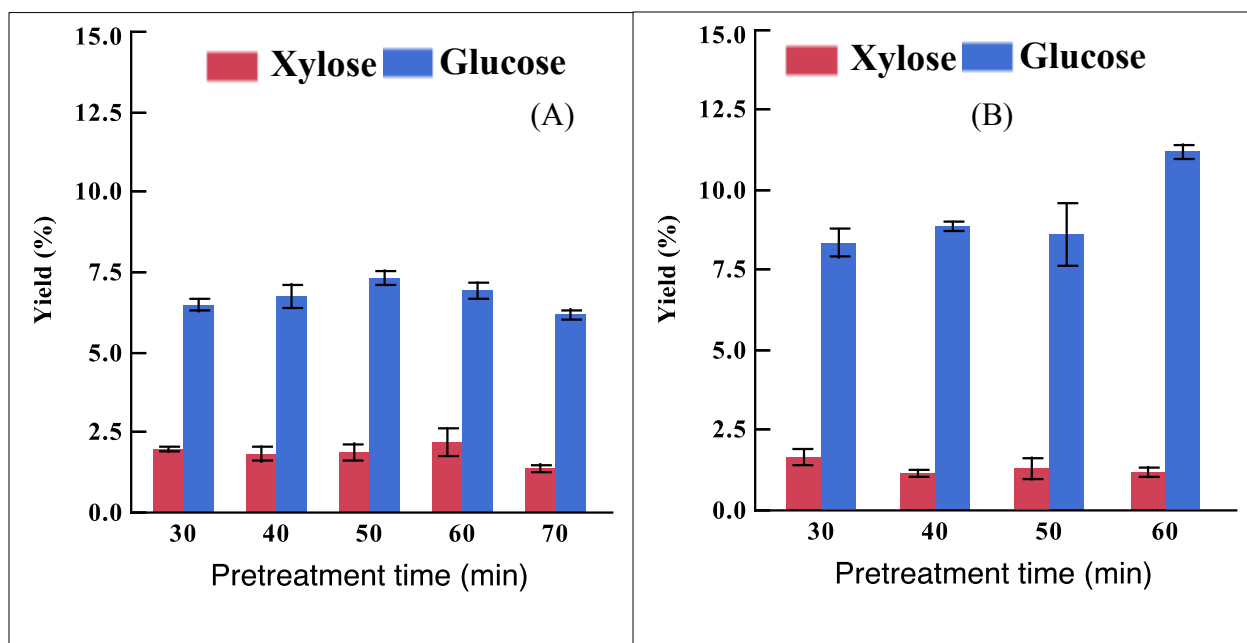 15.0
Xylose Glucose
12.5
(A)
10.0
7.5
5.0
2.5
0.0
Yield (%)
30 40 50 60 70
Pretreatment time (min)
15.0
Xylose Glucose
12.5
(B)
10.0
7.5
5.0
2.5
0.0
Yield (%)
30 40 50 60
Pretreatment time (min)